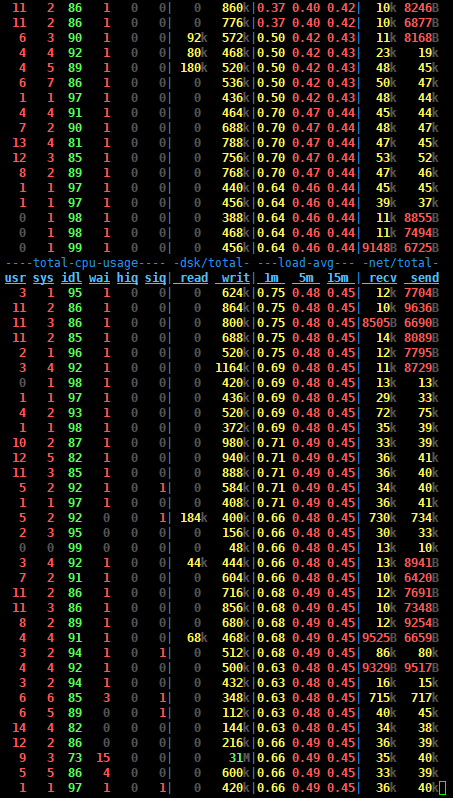 11 2 86 1 0 0| 0 860k|0.37 0.40 0.42| 10k 8246B
11 2 86 1 0 0| 0 776k|0.37 0.40 0.42| 10k 6877B
6 3 90 1 0 0| 92k 572k|0.50 0.42 0.43| 11k 8168B
4 4 92 1 0 0| 80k 468k|0.50 0.42 0.43| 23k 19k
4 5 89 1 0 0| 180k 520k|0.50 0.42 0.43| 48k 45k
6 7 86 1 0 0| 0 536k|0.50 0.42 0.43| 50k 47k
1 1 97 1 0 0| 0 436k|0.50 0.42 0.43| 48k 44k
4 4 91 1 0 0| 0 464k|0.70 0.47 0.44| 45k 44k
7 2 90 1 0 0| 0 688k|0.70 0.47 0.44| 48k 47k
13 4 81 1 0 0| 0 788k|0.70 0.47 0.44| 47k 45k
12 3 85 1 0 0| 0 756k|0.70 0.47 0.44| 53k 52k
8 2 89 1 0 0| 0 768k|0.70 0.47 0.44| 47k 46k
1 1 97 1 0 0| 0 440k|0.64 0.46 0.44| 45k 45k
1 1 97 1 0 0| 0 456k|0.64 0.46 0.44| 39k 37k
0 1 98 1 0 0| 0 388k|0.64 0.46 0.44| 11k 8855B
0 1 98 1 0 0| 0 468k|0.64 0.46 0.44| 11k 7494B
0 1 99 1 0 0| 0 456k|0.64 0.46 0.44|9148B 6725B
----total-cpu-usage---- -dsk/total- ---load-avg--- -net/total-
usr sys idl wai hiq siq| read writ| 1m 5m 15m | recv send
3 1 95 1 0 0| 0 624k|0.75 0.48 0.45| 12k 7704B
11 2 86 1 0 0| 0 864k|0.75 0.48 0.45| 10k 9636B
11 3 86 1 0 0| 0 800k|0.75 0.48 0.45|8505B 6690B
11 2 85 1 0 0| 0 688k|0.75 0.48 0.45| 14k 8089B
2 1 96 1 0 0| 0 520k|0.75 0.48 0.45| 12k 7795B
3 4 92 1 0 0| 0 1164k|0.69 0.48 0.45| 11k 8729B
0 1 98 1 0 0| 0 420k|0.69 0.48 0.45| 13k 13k
1 1 97 1 0 0| 0 436k|0.69 0.48 0.45| 29k 33k
4 2 93 1 0 0| 0 520k|0.69 0.48 0.45| 72k 75k
1 1 98 1 0 0| 0 372k|0.69 0.48 0.45| 35k 39k
10 2 87 1 0 0| 0 980k|0.71 0.49 0.45| 33k 39k
12 5 82 1 0 0| 0 940k|0.71 0.49 0.45| 36k 41k
11 3 85 1 0 0| 0 888k|0.71 0.49 0.45| 36k 40k
5 2 92 1 0 1| 0 584k|0.71 0.49 0.45| 34k 40k
1 1 97 1 0 0| 0 408k|0.71 0.49 0.45| 36k 41k
5 2 92 0 0 1| 184k 400k|0.66 0.48 0.45| 730k 734k
2 3 95 0 0 0| 0 156k|0.66 0.48 0.45| 30k 33k
0 0 99 0 0 0| 0 48k|0.66 0.48 0.45| 13k 10k
3 4 92 1 0 0| 44k 444k|0.66 0.48 0.45| 13k 8941B
7 2 91 1 0 0| 0 604k|0.66 0.48 0.45| 10k 6420B
11 2 86 1 0 0| 0 716k|0.68 0.49 0.45| 12k 7691B
11 3 86 1 0 0| 0 856k|0.68 0.49 0.45| 10k 7348B
8 2 89 1 0 0| 0 680k|0.68 0.49 0.45| 12k 9254B
4 4 91 1 0 0| 68k 468k|0.68 0.49 0.45|9525B 6659B
3 2 94 1 0 1| 0 512k|0.68 0.49 0.45| 86k 80k
4 4 92 1 0 0| 0 500k|0.63 0.48 0.45|9329B 9517B
3 2 94 1 0 0| 0 432k|0.63 0.48 0.45| 16k 15k
6 6 85 3 0 1| 0 348k|0.63 0.48 0.45| 715k 717k
6 5 89 0 0 1| 0 112k|0.63 0.48 0.45| 40k 45k
14 4 82 0 0 0| 0 144k|0.63 0.48 0.45| 34k 38k
12 2 86 0 0 0| 0 216k|0.66 0.49 0.45| 36k 39k
9 3 73 15 0 0| 0 31M|0.66 0.49 0.45| 35k 40k
5 5 86 4 0 0| 0 600k|0.66 0.49 0.45| 36k 40k
1 1 97 1 0 1| 0 420k|0.66 0.49 0.45| 36k 40k